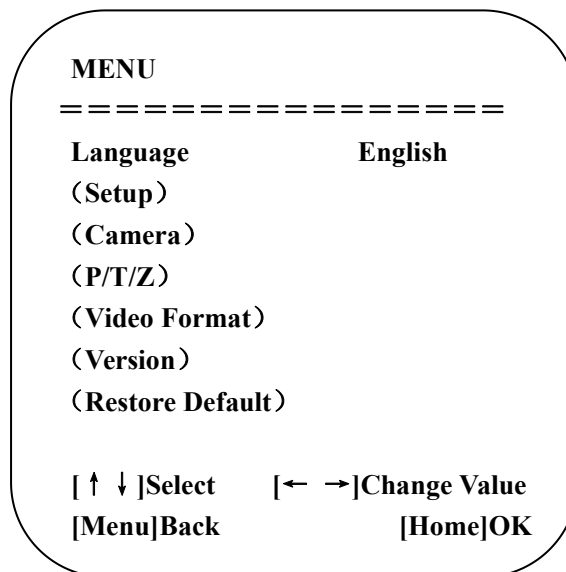 MENU
================
Language English
（Setup）
（Camera）
（P/T/Z）
（Video Format）
（Version）
（Restore Default）
[↑ ↓]Select [← →]Change Value
[Menu]Back [Home]OK